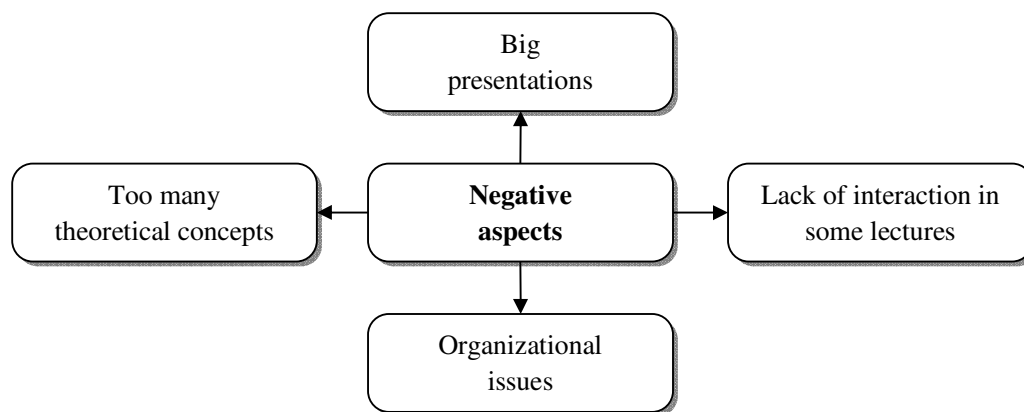 Big
presentations
Too many
theoretical concepts
Negative
aspects
Lack of interaction in
some lectures
Organizational
issues